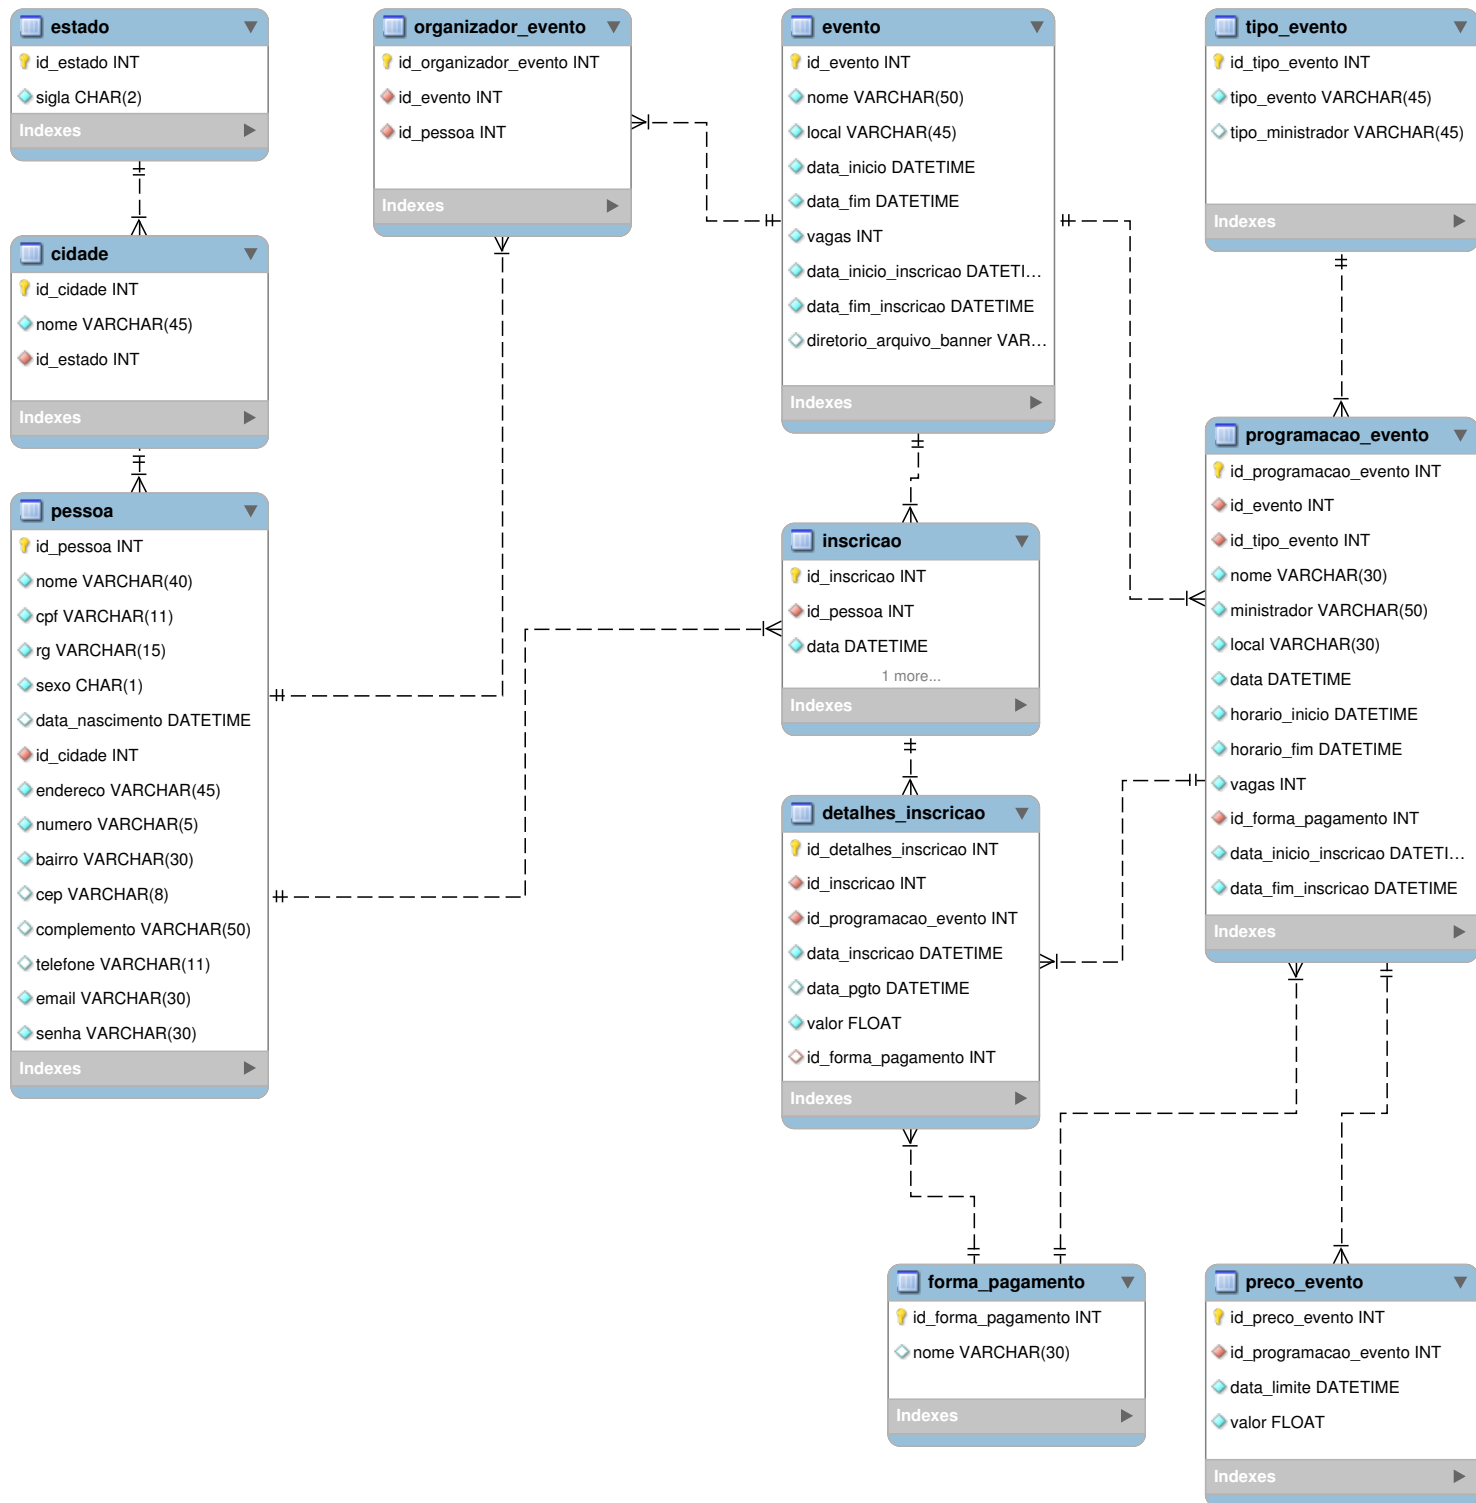 estado
id_estado INT
sigla CHAR(2)
Indexes
cidade
id_cidade INT
nome VARCHAR(45)
id_estado INT
Indexes
pessoa
id_pessoa INT
nome VARCHAR(40)
cpf VARCHAR(11)
rg VARCHAR(15)
sexo CHAR(1)
data_nascimento DATETIME
id_cidade INT
endereco VARCHAR(45)
numero VARCHAR(5)
bairro VARCHAR(30)
cep VARCHAR(8)
complemento VARCHAR(50)
telefone VARCHAR(11)
email VARCHAR(30)
senha VARCHAR(30)
Indexes
organizador_evento
id_organizador_evento INT
id_evento INT
id_pessoa INT
Indexes
evento
id_evento INT
nome VARCHAR(50)
local VARCHAR(45)
data_inicio DATETIME
data_fim DATETIME
vagas INT
data_inicio_inscricao DATETI...
data_fim_inscricao DATETIME
diretorio_arquivo_banner VAR...
Indexes
inscricao
id_inscricao INT
id_pessoa INT
data DATETIME
1 more...
Indexes
detalhes_inscricao
id_detalhes_inscricao INT
id_inscricao INT
id_programacao_evento INT
data_inscricao DATETIME
data_pgto DATETIME
valor FLOAT
id_forma_pagamento INT
Indexes
forma_pagamento
id_forma_pagamento INT
nome VARCHAR(30)
Indexes
tipo_evento
id_tipo_evento INT
tipo_evento VARCHAR(45)
tipo_ministrador VARCHAR(45)
Indexes
programacao_evento
id_programacao_evento INT
id_evento INT
id_tipo_evento INT
nome VARCHAR(30)
ministrador VARCHAR(50)
local VARCHAR(30)
data DATETIME
horario_inicio DATETIME
horario_fim DATETIME
vagas INT
id_forma_pagamento INT
data_inicio_inscricao DATETI...
data_fim_inscricao DATETIME
Indexes
preco_evento
id_preco_evento INT
id_programacao_evento INT
data_limite DATETIME
valor FLOAT
Indexes